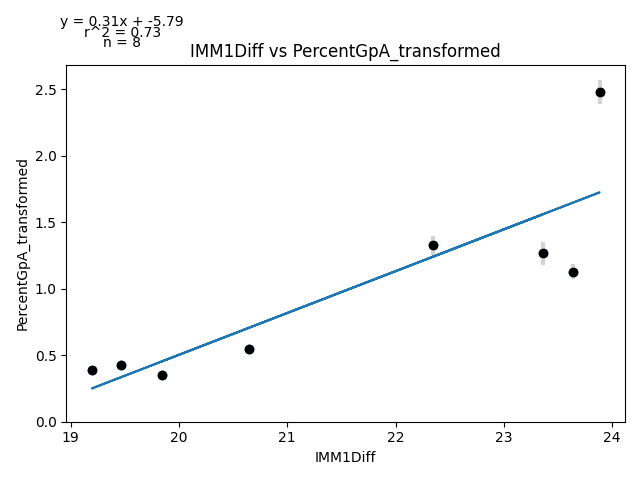 y = 0.31x + -5.79
r^2 = 0.73
n = 8
IMM1Diff vs PercentGpA_transformed
PercentGpA_transformed
2.5
2.0
1.5
1.0
0.5
0.0
19 20 21 22 23 24
IMM1Diff